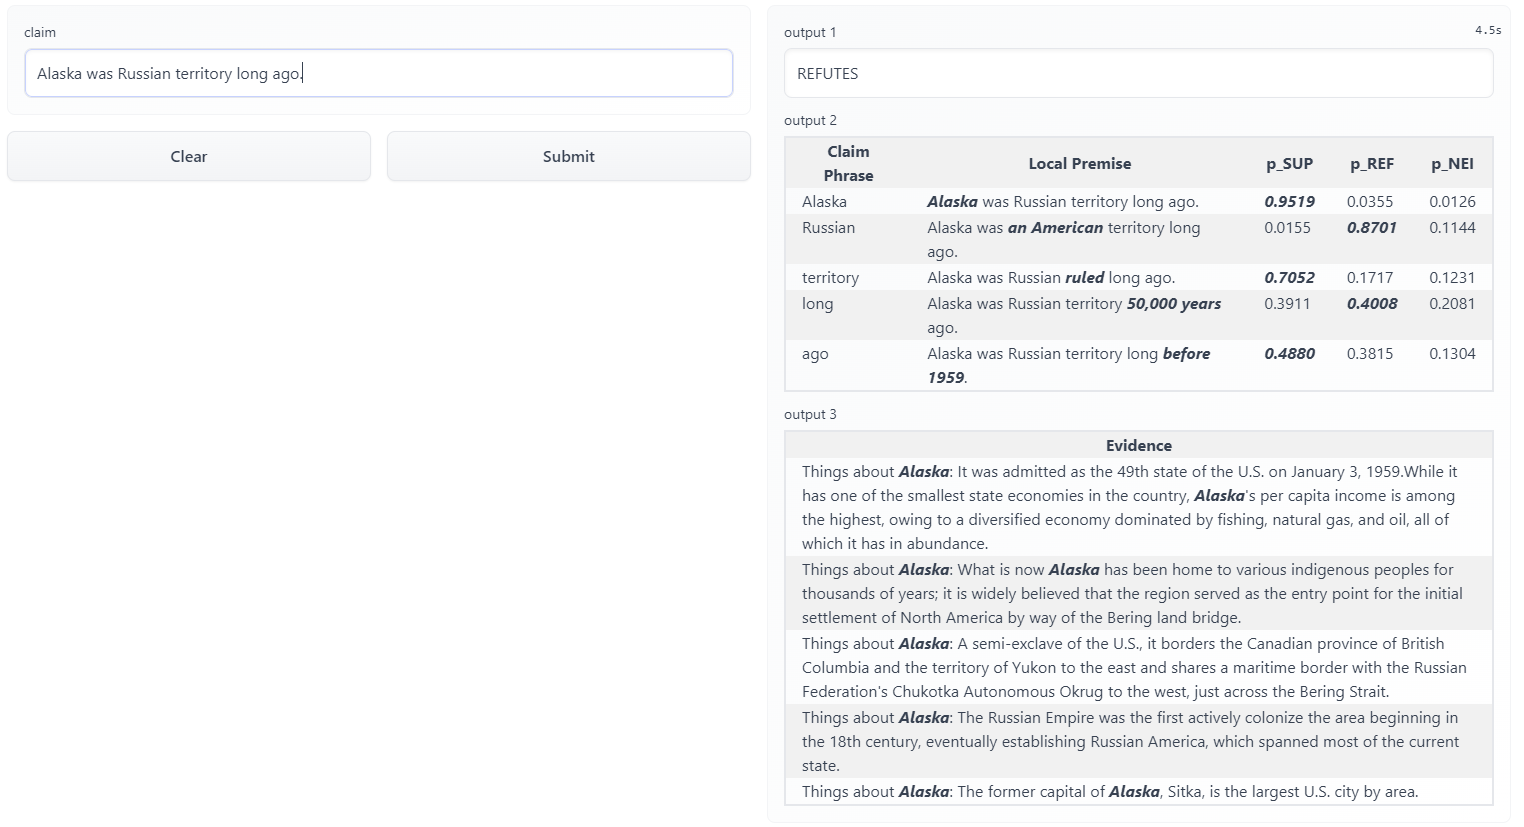 claim
Alaska was Russian territory long ago.
Clear
Submit
output 1
4.5s
REFUTES
output 2
Claim
Phrase
Local Premise
p_SUP
p_REF
p_NEI
Alaska
Alaska was Russian territory long ago.
0.9519
0.0355
0.0126
Russian
Alaska was an American territory long
ago.
0.0155
0.8701
0.1144
territory
Alaska was Russian ruled long ago.
0.7052
0.1717
0.1231
long
Alaska was Russian territory 50,000 years
ago.
0.3911
0.4008
0.2081
ago
Alaska was Russian territory long before
1959.
0.4880
0.3815
0.1304
output 3
Evidence
Things about Alaska: It was admitted as the 49th state of the U.S. on January 3, 1959.While it
has one of the smallest state economies in the country, Alaska's per capita income is among
the highest, owing to a diversified economy dominated by fishing, natural gas, and oil, all of
which it has in abundance.
Things about Alaska: What is now Alaska has been home to various indigenous peoples for
thousands of years; it is widely believed that the region served as the entry point for the initial
settlement of North America by way of the Bering land bridge.
Things about Alaska: A semi-exclave of the U.S., it borders the Canadian province of British
Columbia and the territory of Yukon to the east and shares a maritime border with the Russian
Federation's Chukotka Autonomous Okrug to the west, just across the Bering Strait.
Things about Alaska: The Russian Empire was the first actively colonize the area beginning in
the 18th century, eventually establishing Russian America, which spanned most of the current
state.
Things about Alaska: The former capital of Alaska, Sitka, is the largest U.S. city by area.